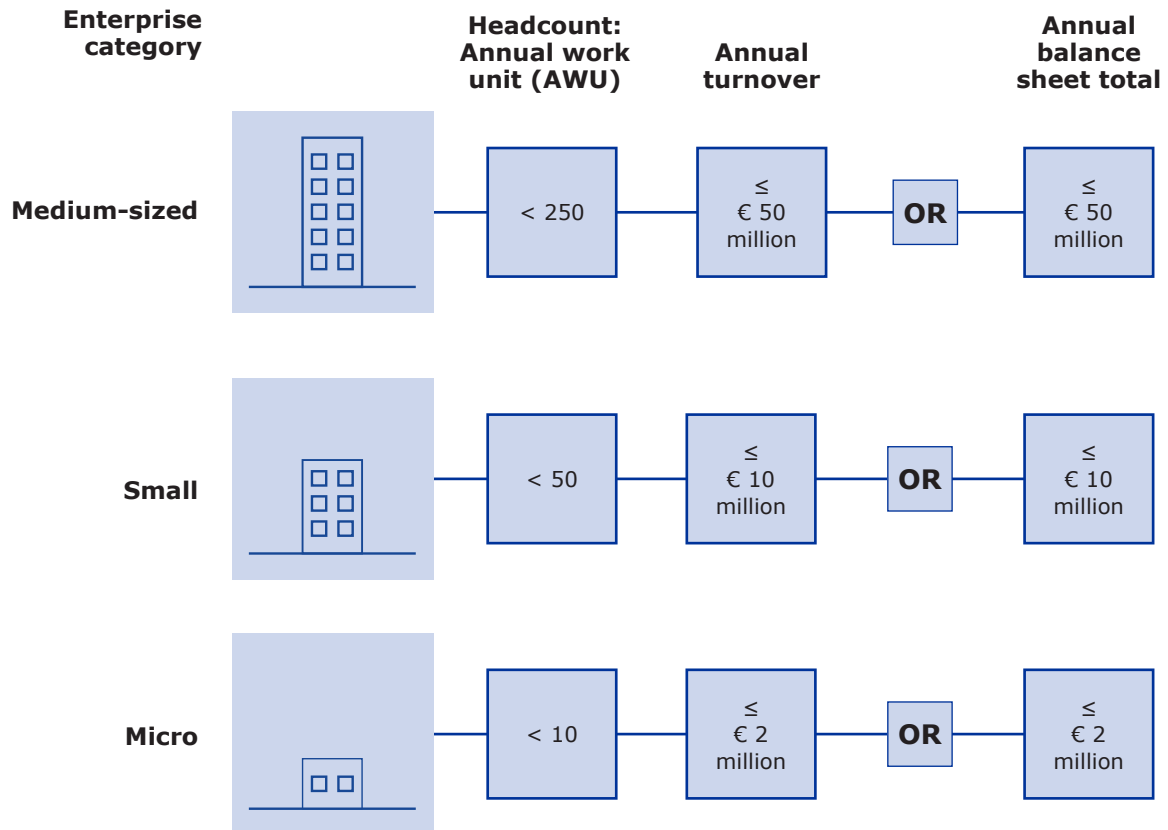 Enterprise
category
Headcount:
Annual work
unit (AWU)
Annual
turnover
Annual
balance
sheet total
Medium-sized
< 250
≤
€ 50
million
OR
≤
€ 50
million
Small
< 50
≤
€ 10
million
OR
≤
€ 10
million
Micro
< 10
≤
€ 2
million
OR
≤
€ 2
million